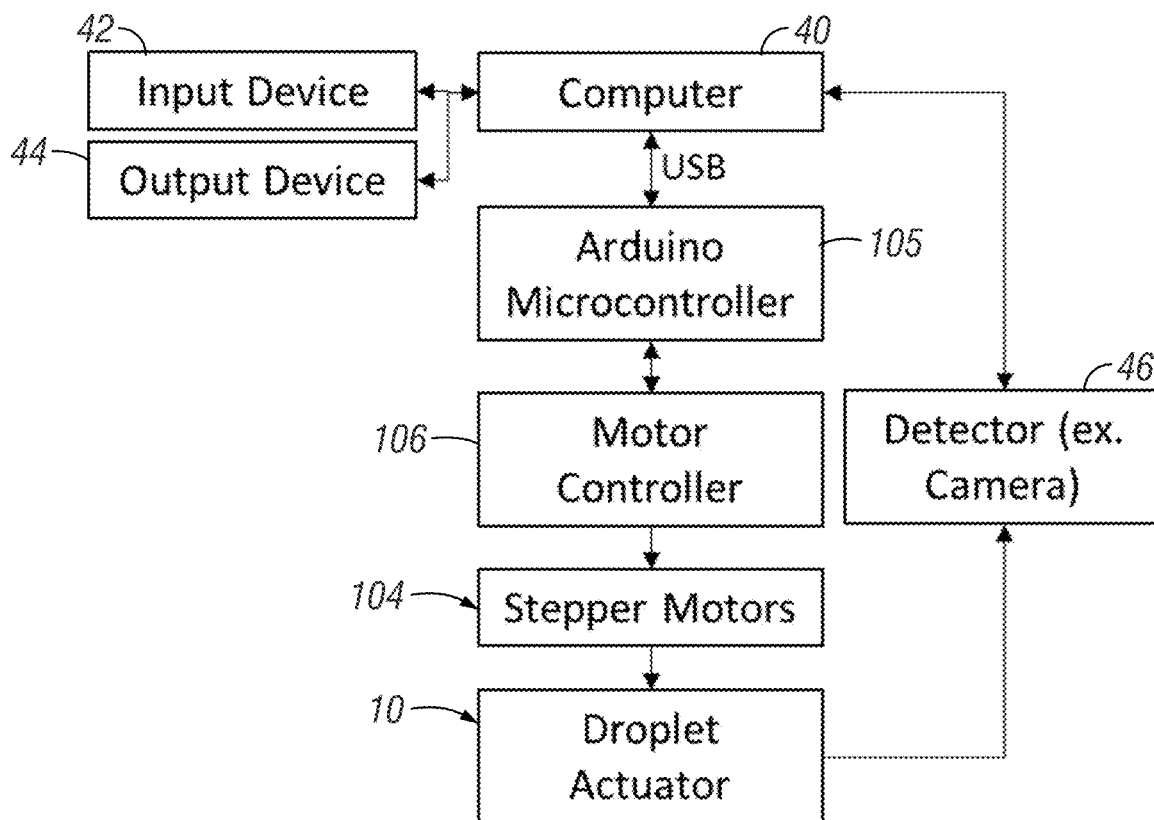 42
40
Input Device
Computer
44
Output Device
USB
Arduino
Microcontroller
105
106
Motor
Controller
46
Detector (ex.
Camera)
104
Stepper Motors
10
Droplet
Actuator